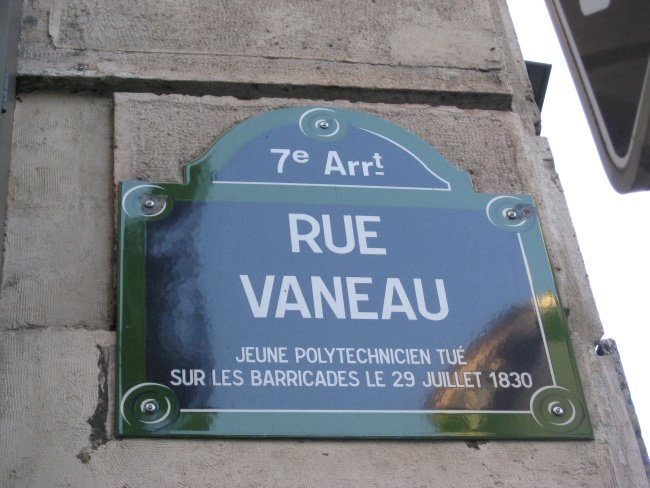 7e Arrt
RUE
VANEAU
JEUNE POLYTECHNICIEN TUÉ
SUR LES BARRICADES LE 29 JUILLET 1830